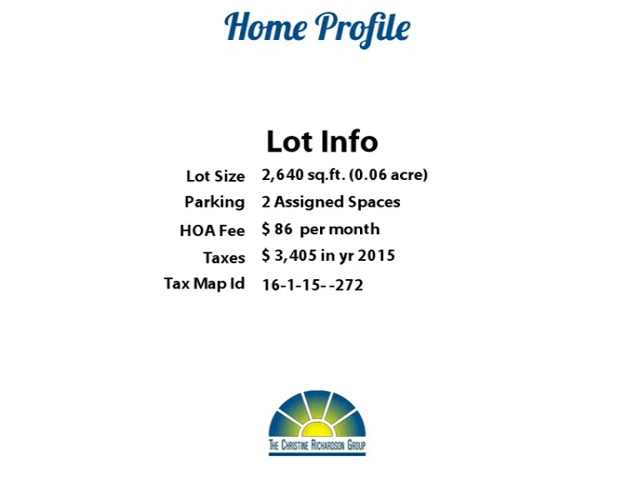 Home Profile
Lot Info
Lot Size 2,640 sq.ft. (0.06 acre)
Parking 2 Assigned Spaces
HOA Fee $ 86 per month
Taxes $ 3,405 in yr 2015
Tax Map Id 16-1-15- -272
THE CHRISTINE RICHARDSON GROUP